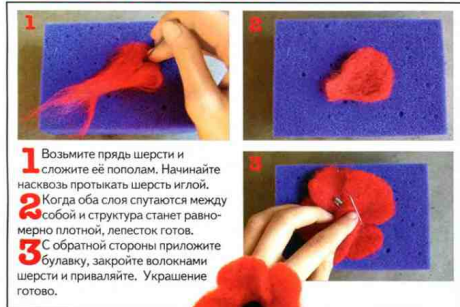 1
2
3
1 Возьмите прядь шерсти и
сложите её пополам. Начинайте
насквозь протыкать шерсть иглой.
2 Когда оба слоя спутаются между
собой и структура станет равно-
мерно плотной, лепесток готов.
3 С обратной стороны приложите
булавку, закройте волокнами
шерсти и приваляйте. Украшение
готово.